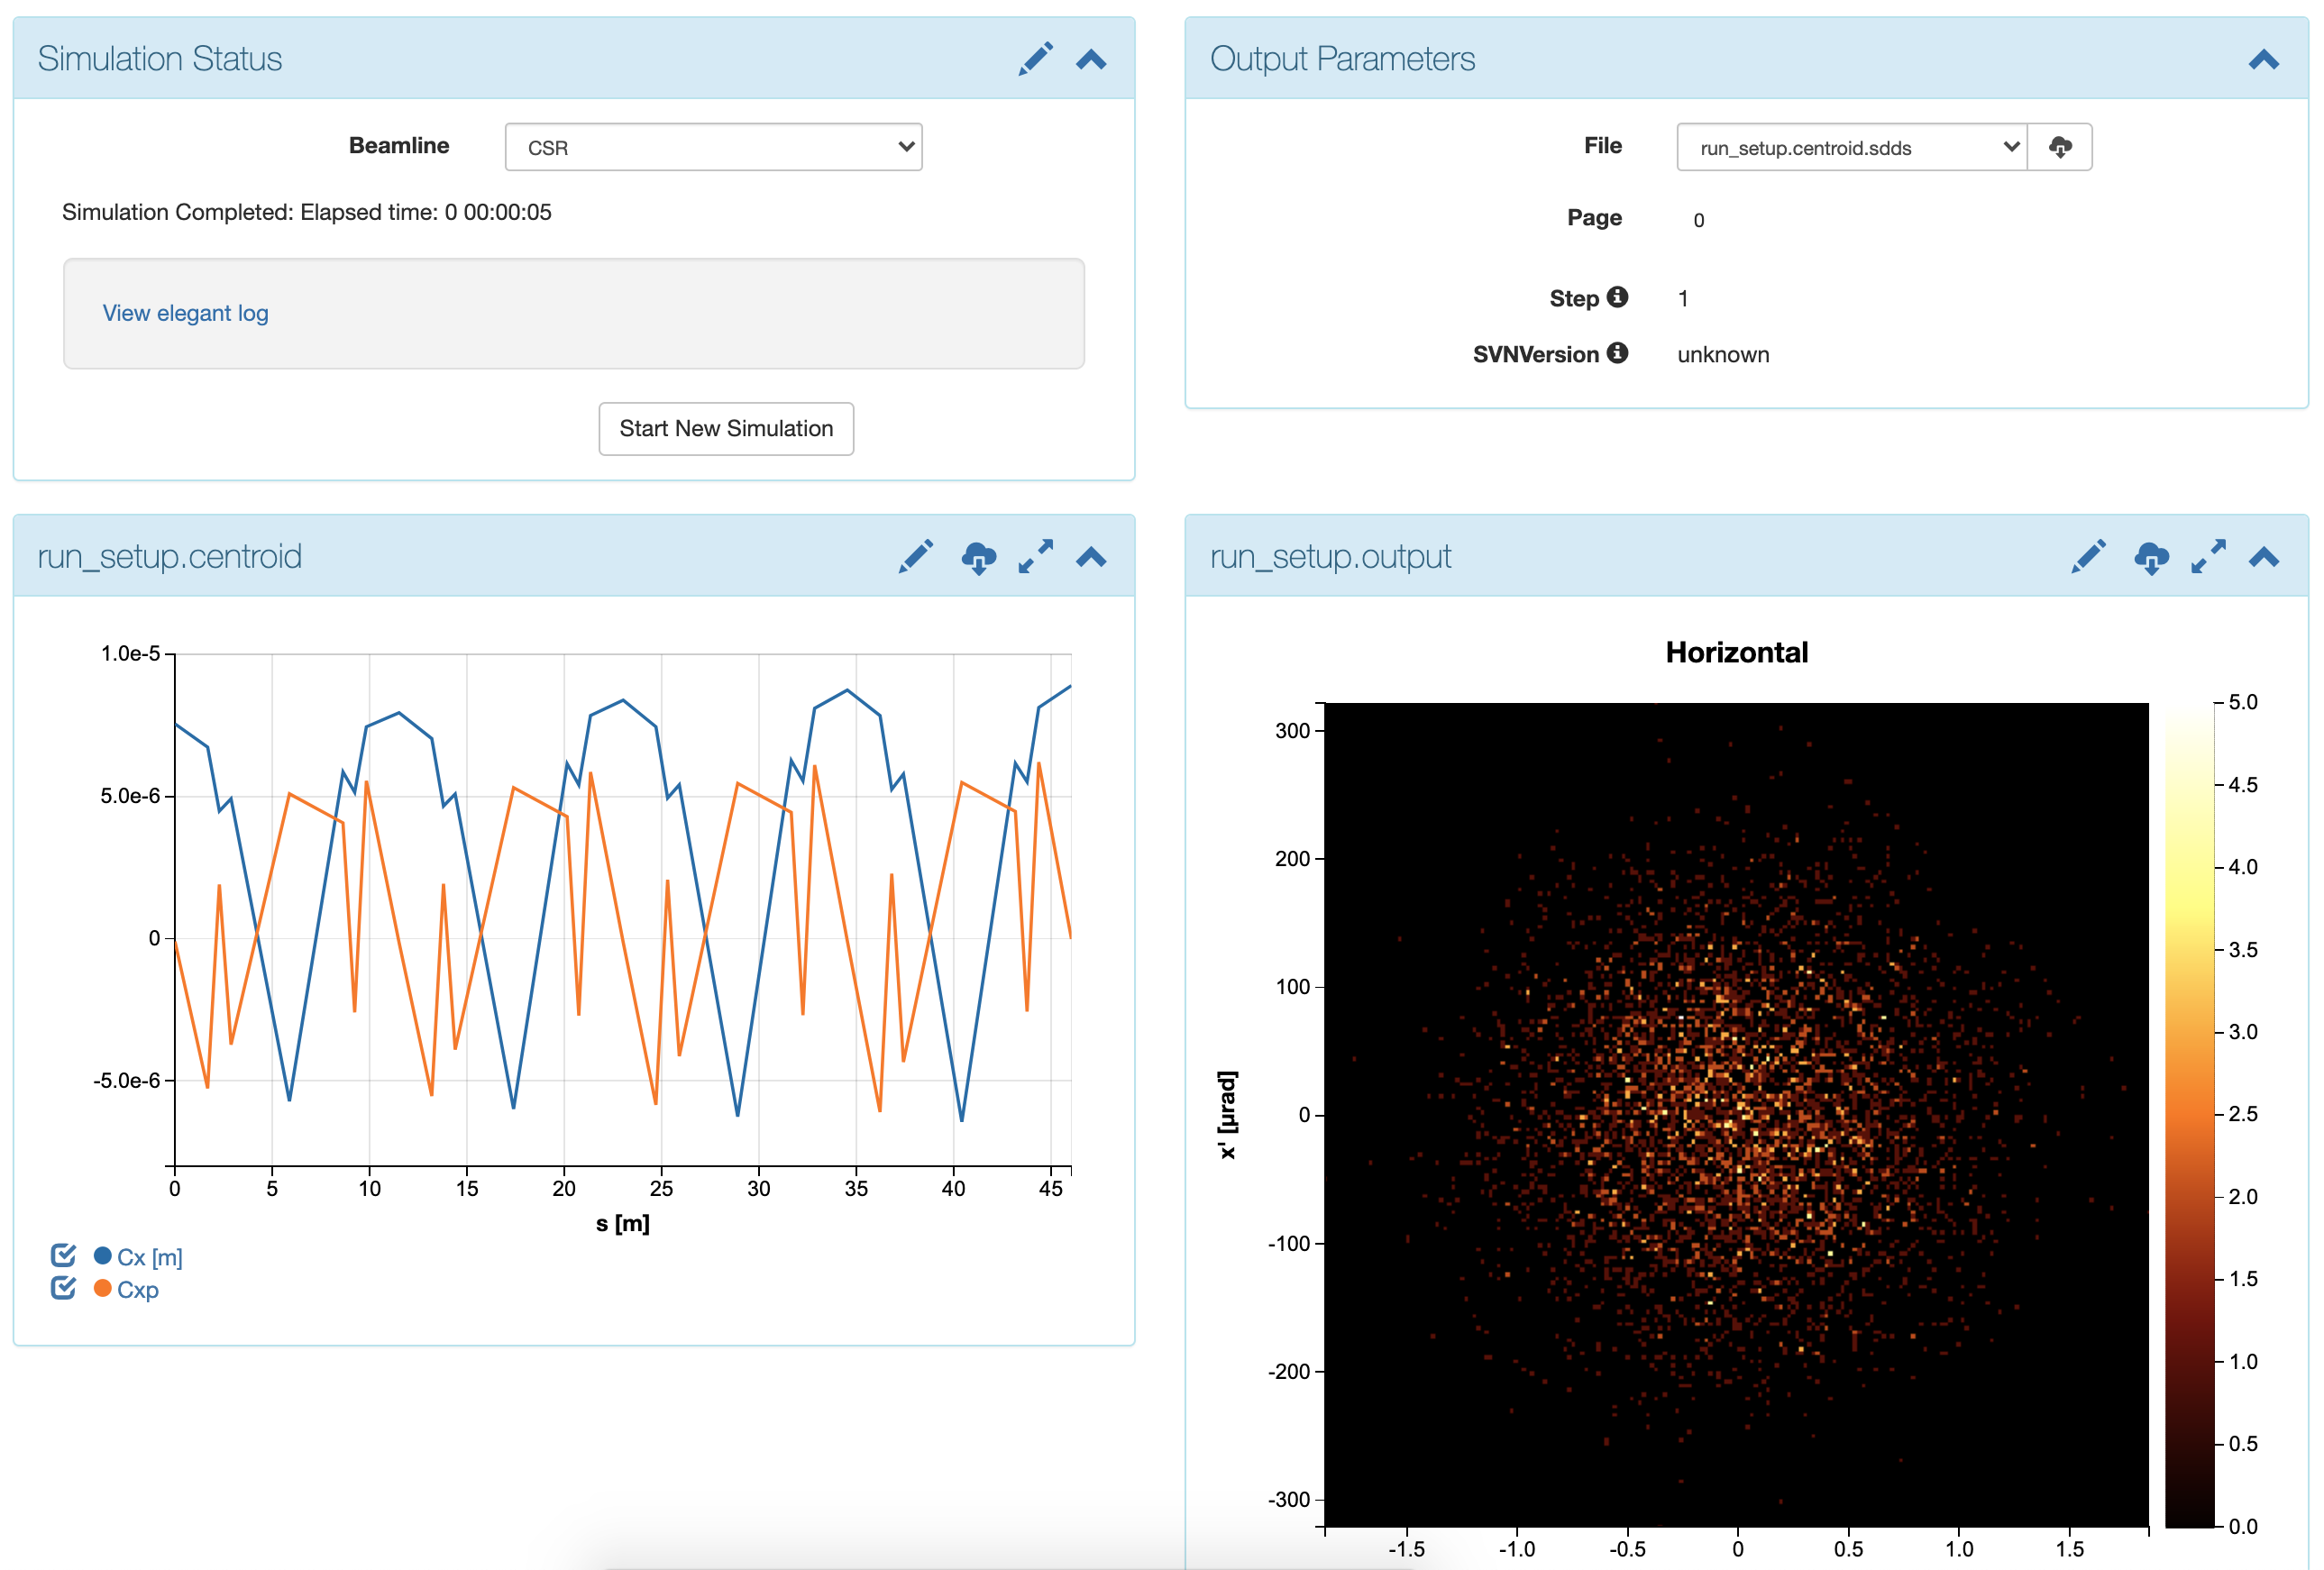 Simulation Status
Beamline CSR
Simulation Completed: Elapsed time: 0 00:00:05
View elegant log
Start New Simulation
Output Parameters
File run_setup.centroid.sdds
Page 0
Step 1
SVNVersion unknown
run_setup.centroid
1.0e-5
5.0e-6
0
-5.0e-6
0 5 10 15 20 25 30 35 40 45
s [m]
Cx [m]
Cxp
run_setup.output
Horizontal
300
200
100
0
-100
-200
-300
x' [μrad]
-1.5 -1.0 -0.5 0 0.5 1.0 1.5
5.0
4.5
4.0
3.5
3.0
2.5
2.0
1.5
1.0
0.5
0.0